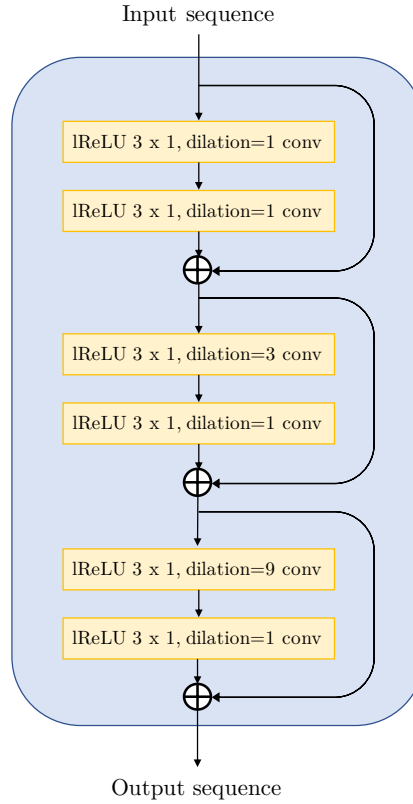 Input sequence
lReLU 3 x 1, dilation=1 conv
lReLU 3 x 1, dilation=1 conv
lReLU 3 x 1, dilation=3 conv
lReLU 3 x 1, dilation=1 conv
lReLU 3 x 1, dilation=9 conv
lReLU 3 x 1, dilation=1 conv
Output sequence